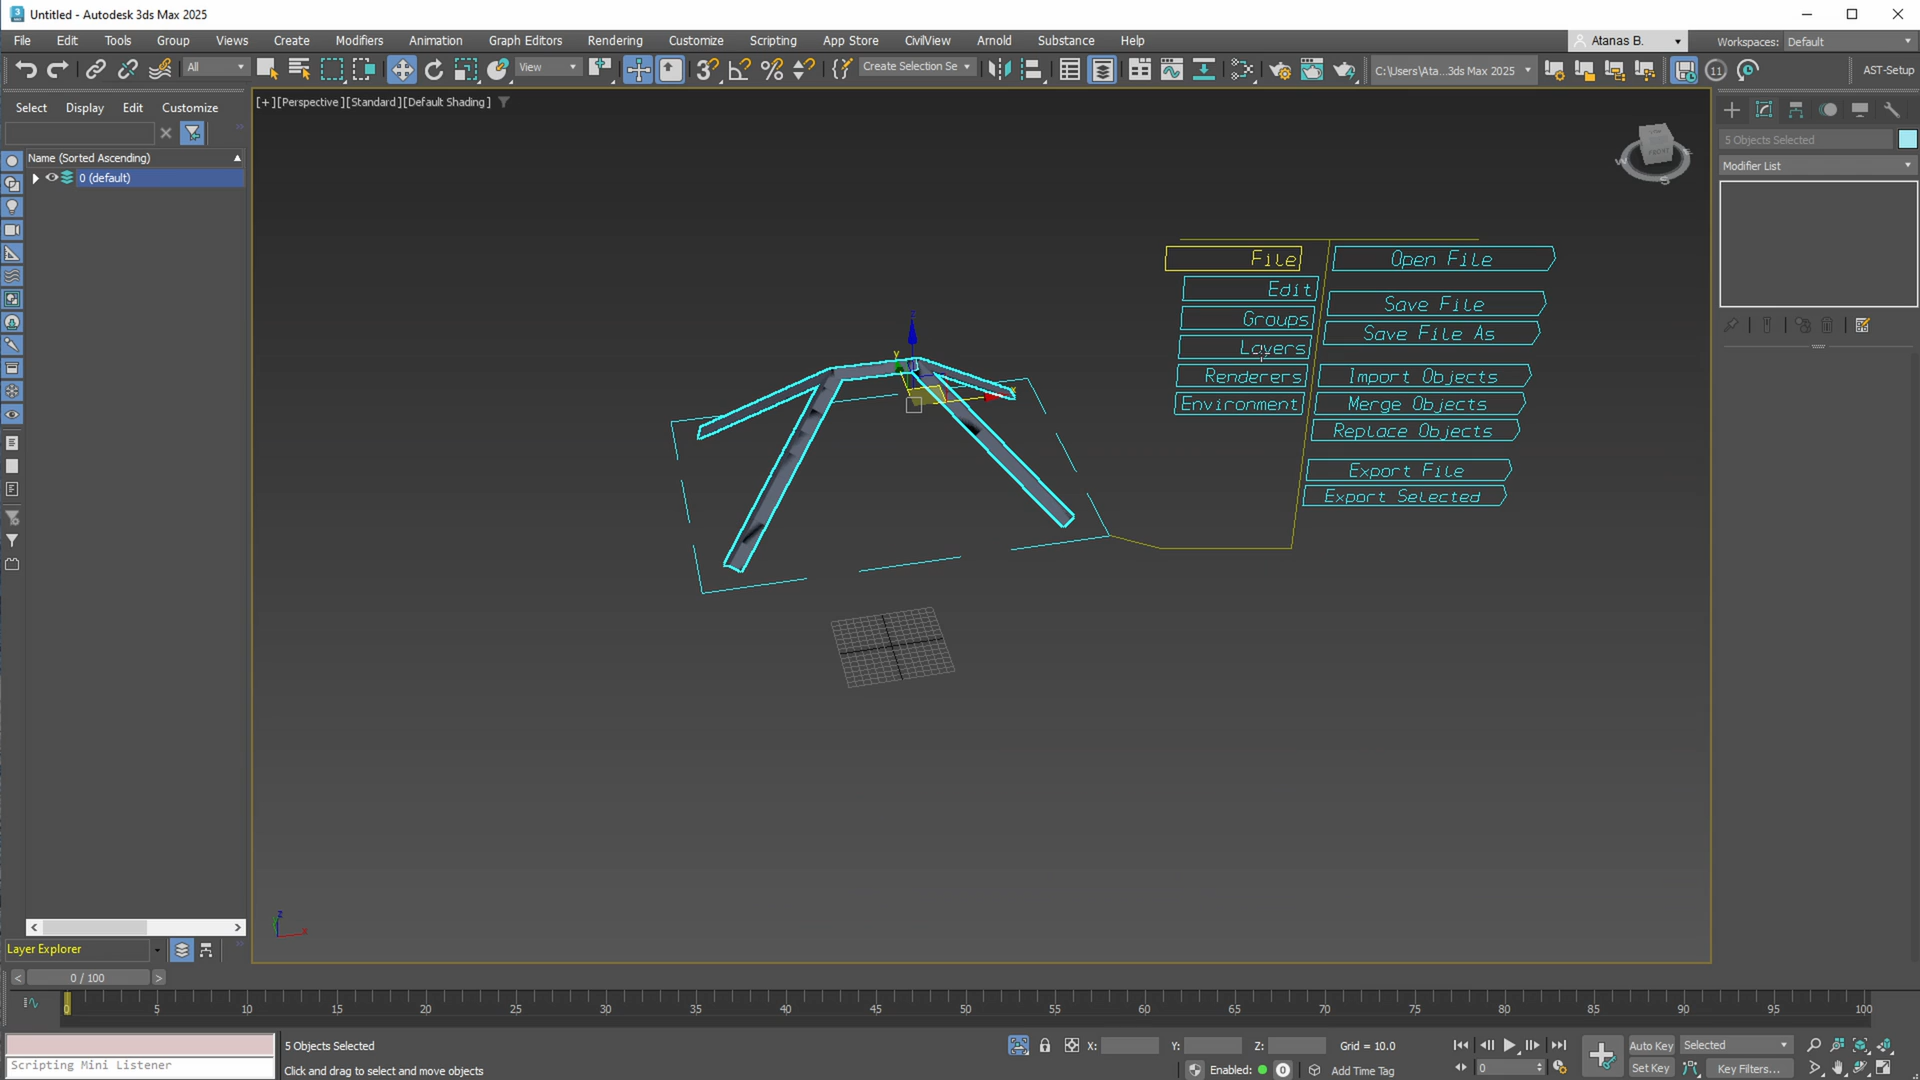 Untitled - Autodesk 3ds Max 2025
File Edit Tools Group Views Create Modifiers Animation Graph Editors Rendering Customize Scripting App Store CivilView Arnold Substance Help
Atanas B.
Workspaces: Default
All
View
Create Selection Se
C:\Users\Ata...3ds Max 2025
11
AST-Setup
Select Display Edit Customize
[+][Perspective][Standard][Default Shading]
5 Objects Selected
Name (Sorted Ascending)
0 (default)
Modifier List
File
Edit
Groups
Layers
Renderers
Environment
Open File
Save File
Save File As
Import Objects
Merge Objects
Replace Objects
Export File
Export Selected
FRONT
W
S
z
y
z
x
Layer Explorer
0 / 100
0 5 10 15 20 25 30 35 40 45 50 55 60 65 70 75 80 85 90 95 100
5 Objects Selected
X: Y: Z: Grid = 10.0
Auto Key
Selected
Scripting Mini Listener
Click and drag to select and move objects
Enabled: 0 Add Time Tag
0
Set Key
Key Filters...